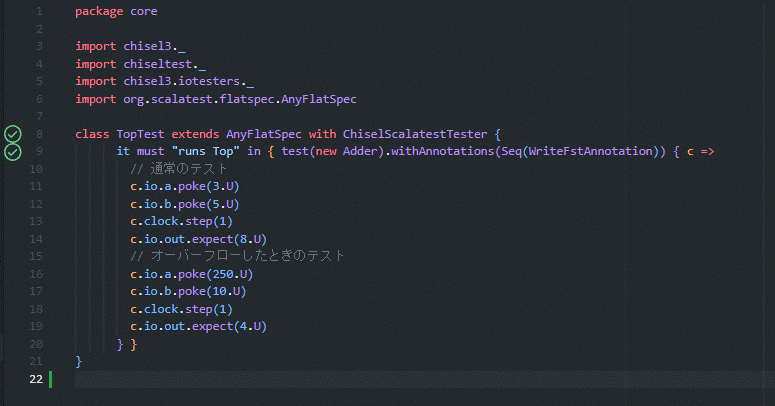 1 package core
2
3 import chisel3._
4 import chiseltest._
5 import chisel3.iotesters._
6 import org.scalatest.flatspec.AnyFlatSpec
7
8 class TopTest extends AnyFlatSpec with ChiselScalatestTester {
9 it must "runs Top" in { test(new Adder).withAnnotations(Seq(WriteFstAnnotation)) { c =>
10 // 通常のテスト
11 c.io.a.poke(3.U)
12 c.io.b.poke(5.U)
13 c.clock.step(1)
14 c.io.out.expect(8.U)
15 // オーバーフローしたときのテスト
16 c.io.a.poke(250.U)
17 c.io.b.poke(10.U)
18 c.clock.step(1)
19 c.io.out.expect(4.U)
20 } }
21 }
22